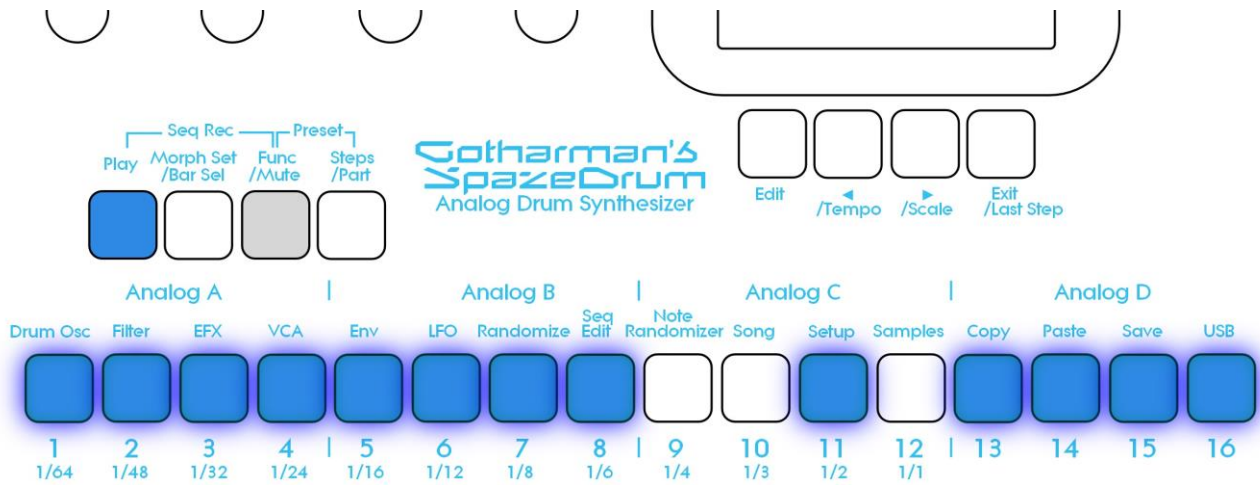 Seq Rec Preset
Play Morph Set /Bar Sel Func /Mute Steps /Part
Gotharman's
SpazeDrum
Analog Drum Synthesizer
Edit ◄ /Tempo ► /Scale Exit /Last Step
Analog A | Analog B | Analog C | Analog D
Drum Osc Filter EFX VCA Env LFO Randomize Seq Edit Note Randomizer Song Setup Samples Copy Paste Save USB
1 2 3 4 | 5 6 7 8 | 9 10 11 12 | 13 14 15 16
1/64 1/48 1/32 1/24 1/16 1/12 1/8 1/6 1/4 1/3 1/2 1/1